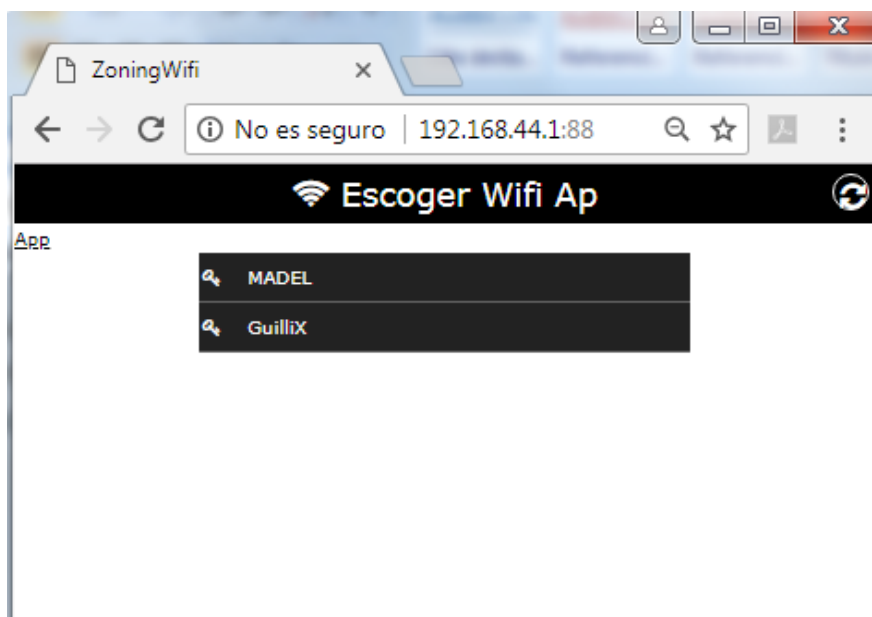 ZoningWifi
No es seguro | 192.168.44.1:88
Escoger Wifi Ap
App
MADEL
GuilliX